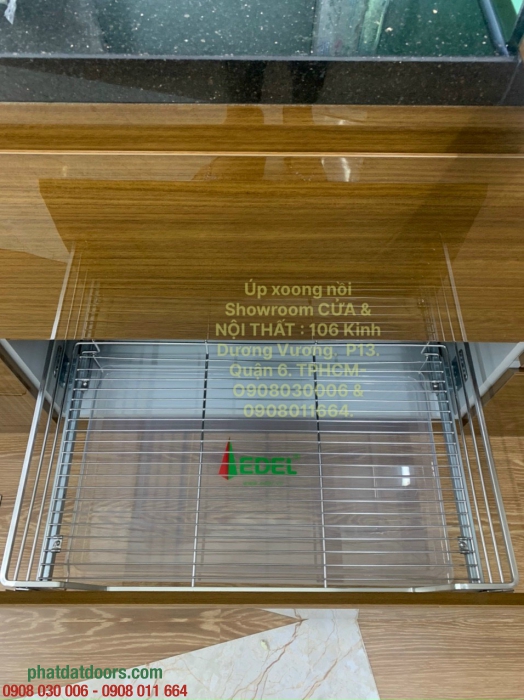 Úp xoong nồi
Showroom CỬA &
NỘI THẤT : 106 Kinh
Dương Vương, P13,
Quận 6, TPHCM-
0908030006 &
0908011664.
EDEL
phatdatdoors.com
0908 030 006 - 0908 011 664